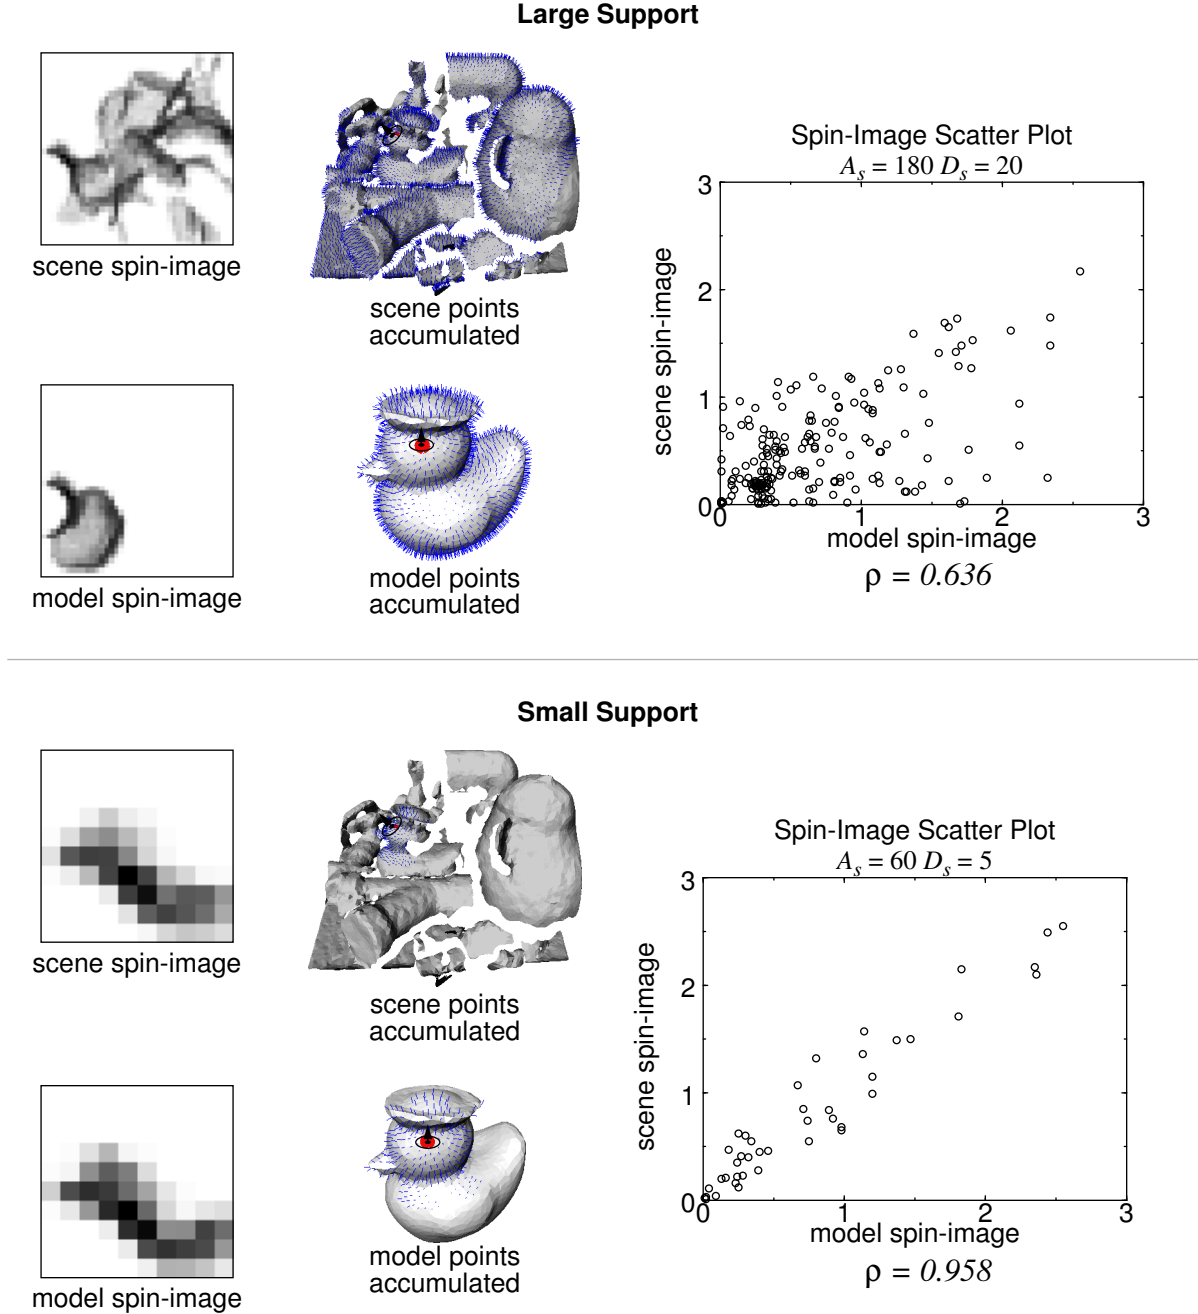 Large Support
scene spin-image
scene points
accumulated
model spin-image
model points
accumulated
Spin-Image Scatter Plot
A_s = 180 D_s = 20
scene spin-image
3
2
1
0
0 1 2 3
model spin-image
ρ = 0.636
Small Support
scene spin-image
scene points
accumulated
model spin-image
model points
accumulated
Spin-Image Scatter Plot
A_s = 60 D_s = 5
scene spin-image
3
2
1
0
0 1 2 3
model spin-image
ρ = 0.958